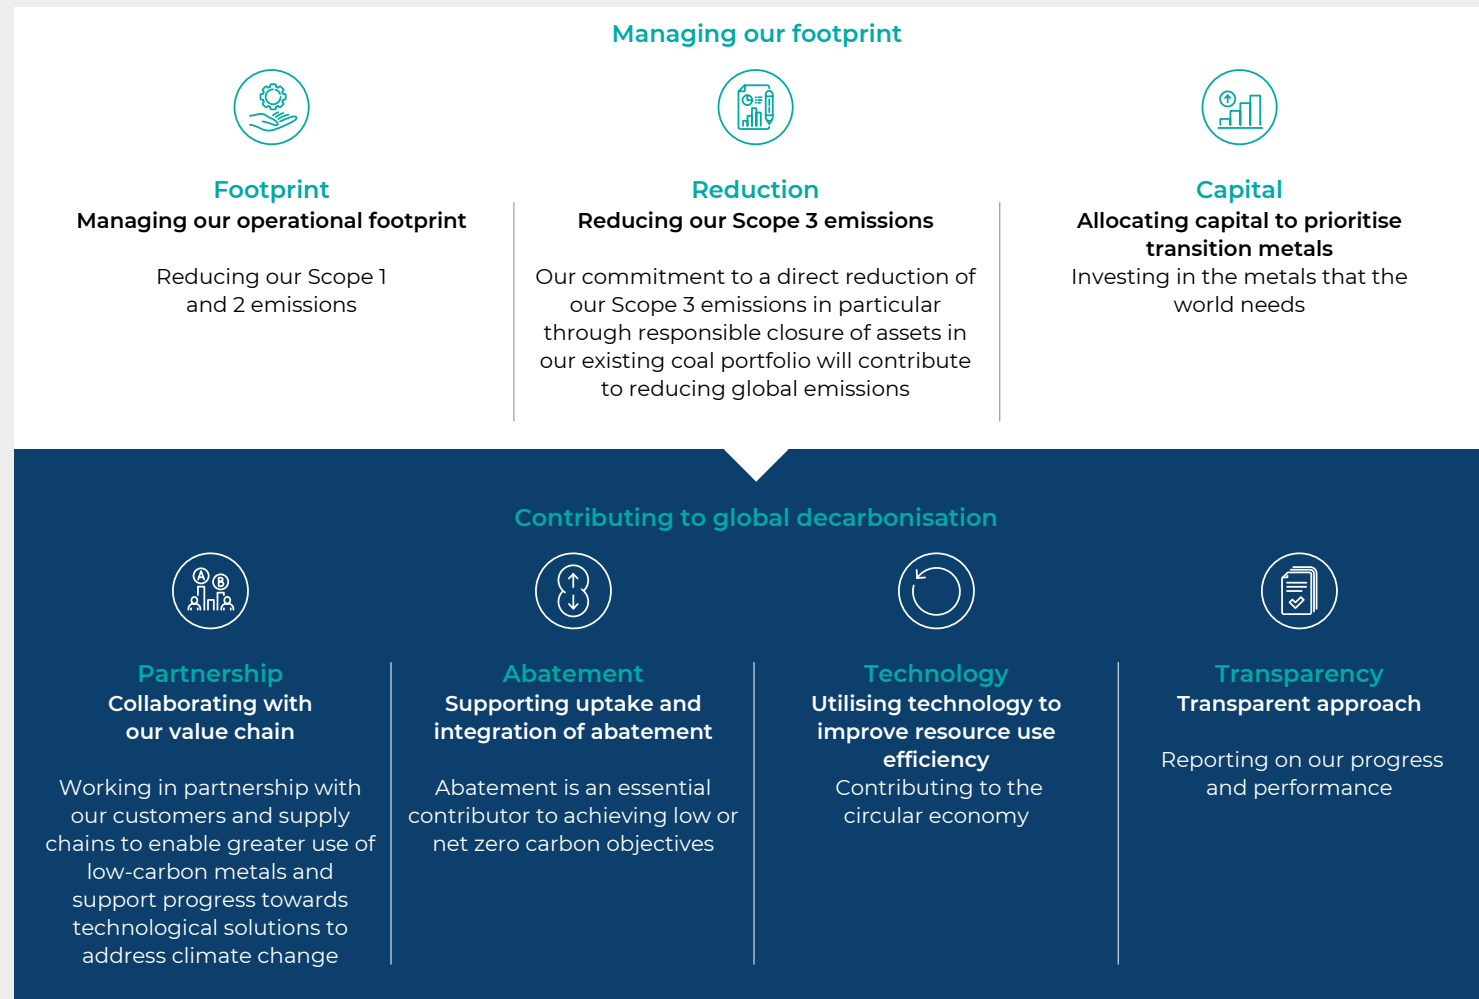 Managing our footprint
Footprint
Managing our operational footprint
Reducing our Scope 1
and 2 emissions
Reduction
Reducing our Scope 3 emissions
Our commitment to a direct reduction of
our Scope 3 emissions in particular
through responsible closure of assets in
our existing coal portfolio will contribute
to reducing global emissions
Capital
Allocating capital to prioritise
transition metals
Investing in the metals that the
world needs
Contributing to global decarbonisation
A B
Partnership
Collaborating with
our value chain
Working in partnership with
our customers and supply
chains to enable greater use of
low-carbon metals and
support progress towards
technological solutions to
address climate change
Abatement
Supporting uptake and
integration of abatement
Abatement is an essential
contributor to achieving low or
net zero carbon objectives
Technology
Utilising technology to
improve resource use
efficiency
Contributing to the
circular economy
Transparency
Transparent approach
Reporting on our progress
and performance